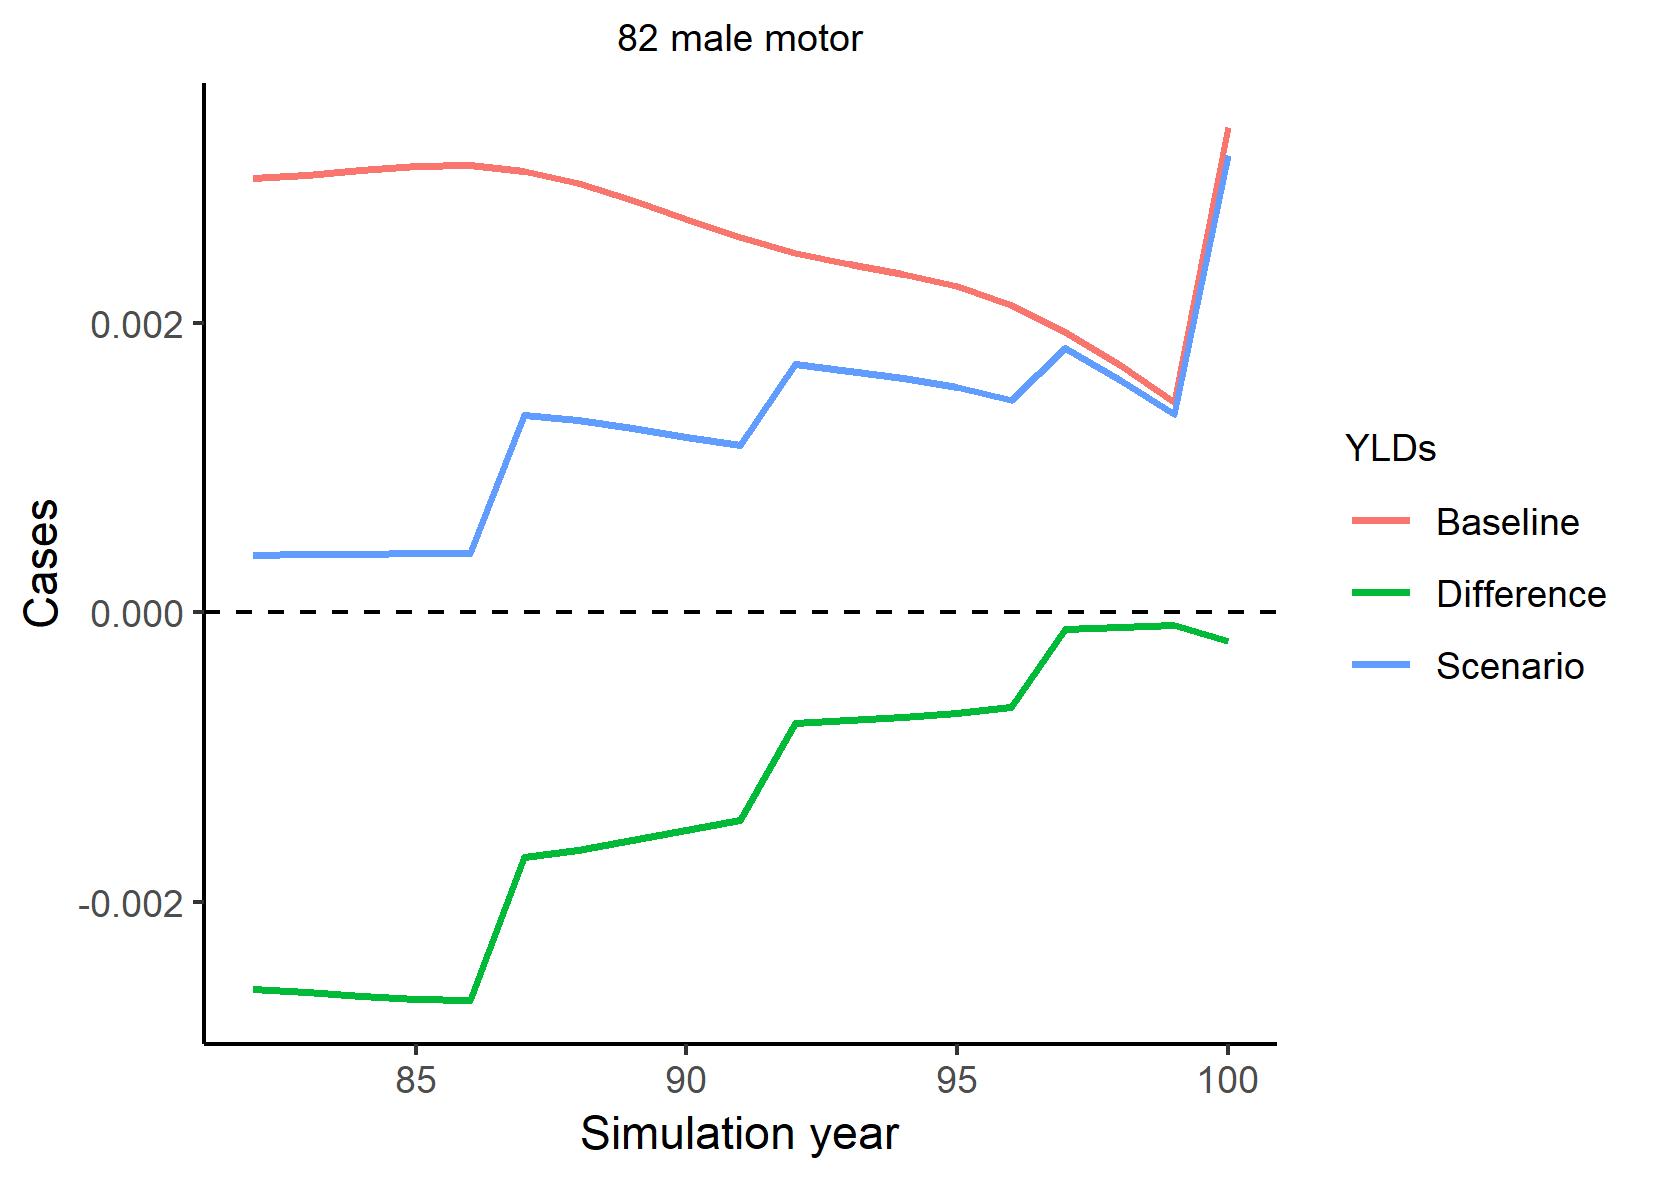 82 male motor
Cases
0.002
0.000
-0.002
85 90 95 100
Simulation year
YLDs
Baseline
Difference
Scenario